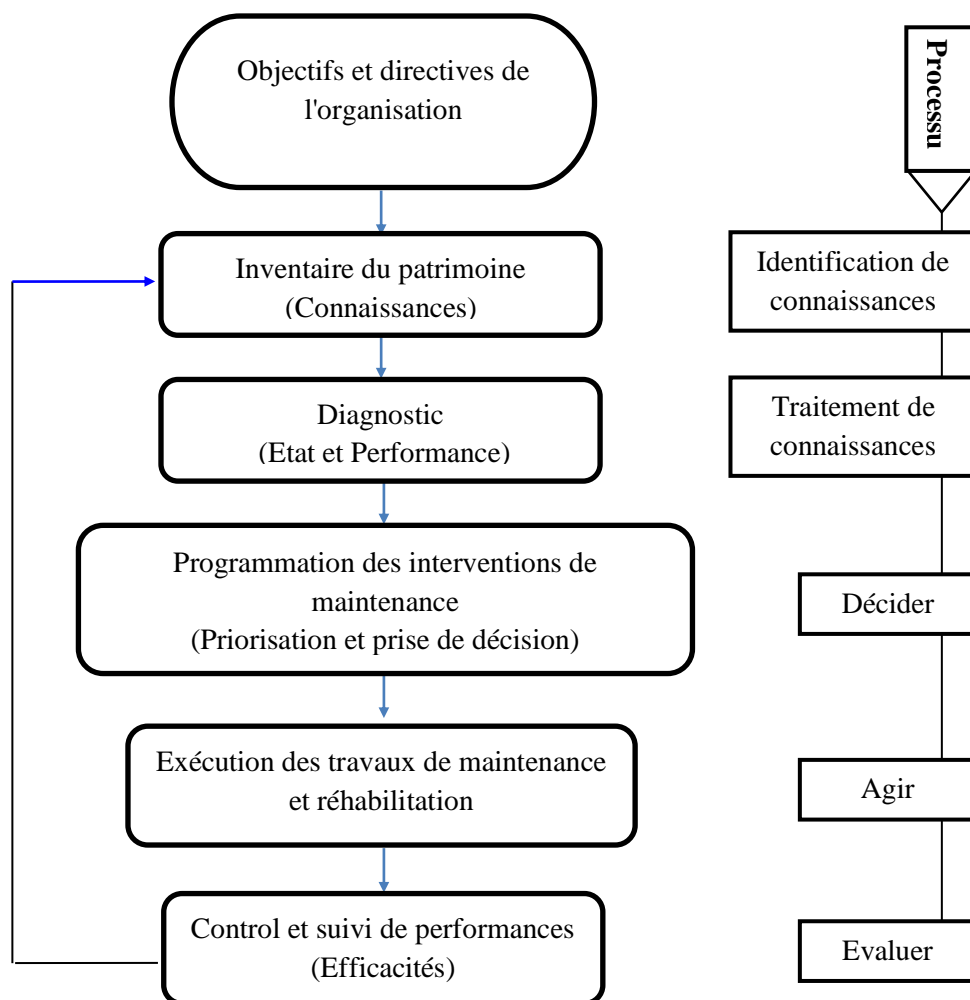 Objectifs et directives de
l'organisation
Inventaire du patrimoine
(Connaissances)
Diagnostic
(Etat et Performance)
Programmation des interventions de
maintenance
(Priorisation et prise de décision)
Exécution des travaux de maintenance
et réhabilitation
Control et suivi de performances
(Efficacités)
Processu
Identification de
connaissances
Traitement de
connaissances
Décider
Agir
Evaluer